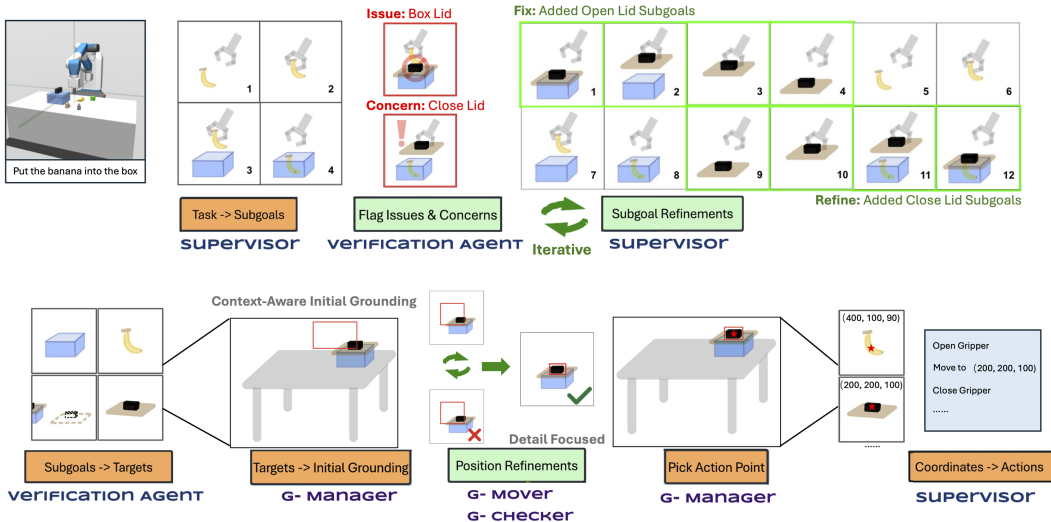 Issue: Box Lid
Fix: Added Open Lid Subgoals
1
2
Concern: Close Lid
3
4
1
2
3
4
5
6
7
8
9
10
11
12
Put the banana into the box
Refine: Added Close Lid Subgoals
Task -> Subgoals
Flag Issues & Concerns
Subgoal Refinements
SUPERVISOR
VERIFICATION AGENT
Iterative
SUPERVISOR
Context-Aware Initial Grounding
(400, 100, 90)
(200, 200, 100)
......
Open Gripper
Move to (200, 200, 100)
Close Gripper
......
Detail Focused
Subgoals -> Targets
Targets -> Initial Grounding
Position Refinements
Pick Action Point
Coordinates -> Actions
VERIFICATION AGENT
G- MANAGER
G- MOVER
G- CHECKER
G- MANAGER
SUPERVISOR